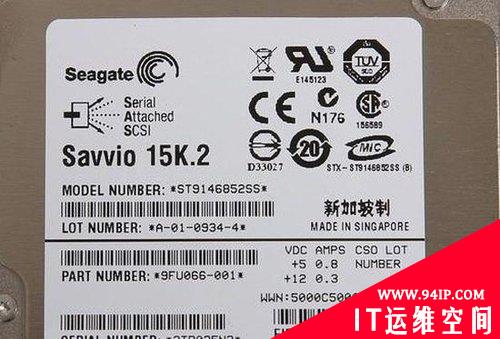 Seagate
Serial
Attached
SCSI
Savvio 15K.2
MODEL NUMBER: *ST9146852SS*
LOT NUMBER: *A-01-0934-4*
PART NUMBER: *9FU066-001*
E145123
TUV
CE
N176
156589
D33027
20
MIC
STX-ST9146852SS (B)
新加坡制
MADE IN SINGAPORE
VDC AMPS CSO LOT
+5 0.8 NUMBER
+12 0.3
WWN:5000C500
WWW.94IP.COM
IT运维空间